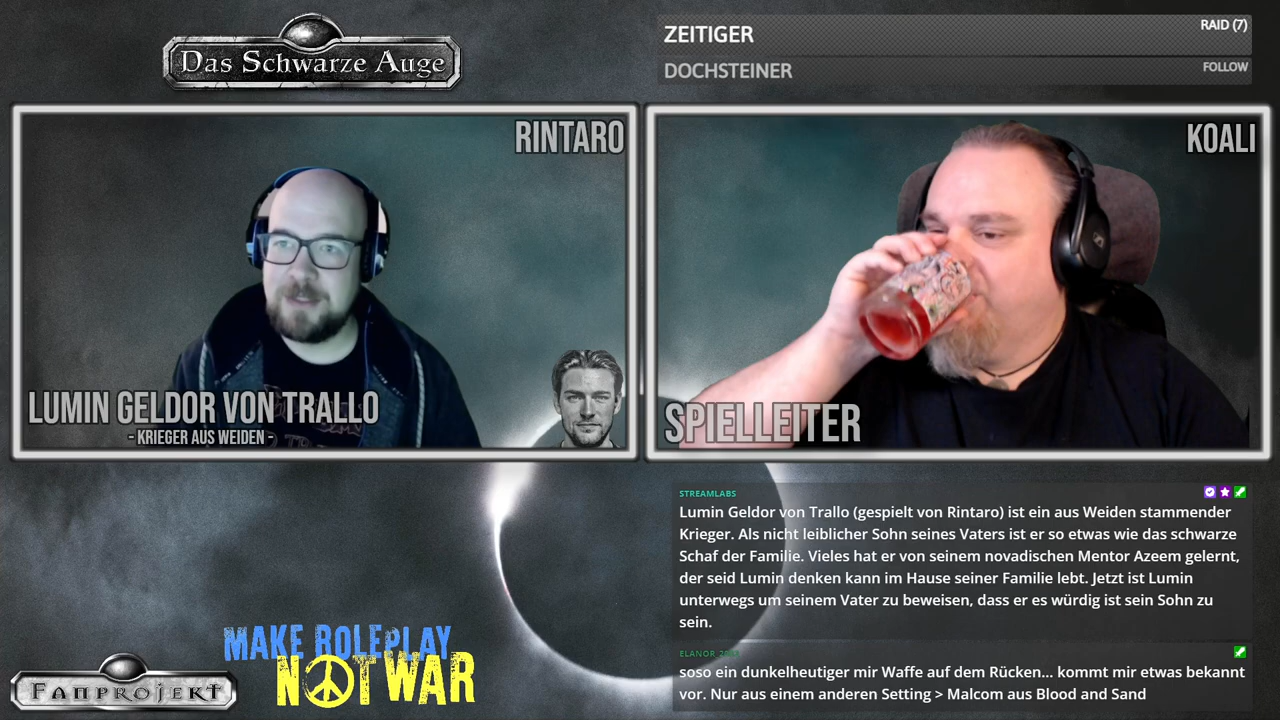 Das Schwarze Auge
ZEITIGER
RAID (7)
DOCHSTEINER
FOLLOW
RINTARO
LUMIN GELDOR VON TRALLO
- KRIEGER AUS WEIDEN -
KOALI
SPIELLEITER
STREAMLABS
Lumin Geldor von Trallo (gespielt von Rintaro) ist ein aus Weiden stammender
Krieger. Als nicht leiblicher Sohn seines Vaters ist er so etwas wie das schwarze
Schaf der Familie. Vieles hat er von seinem novadischen Mentor Azeem gelernt,
der seid Lumin denken kann im Hause seiner Familie lebt. Jetzt ist Lumin
unterwegs um seinem Vater zu beweisen, dass er es würdig ist sein Sohn zu
sein.
soso ein dunkelheutiger mir Waffe auf dem Rücken... kommt mir etwas bekannt
vor. Nur aus einem anderen Setting > Malcom aus Blood and Sand
MAKE ROLEPLAY
NOT WAR
FANPROJEKT